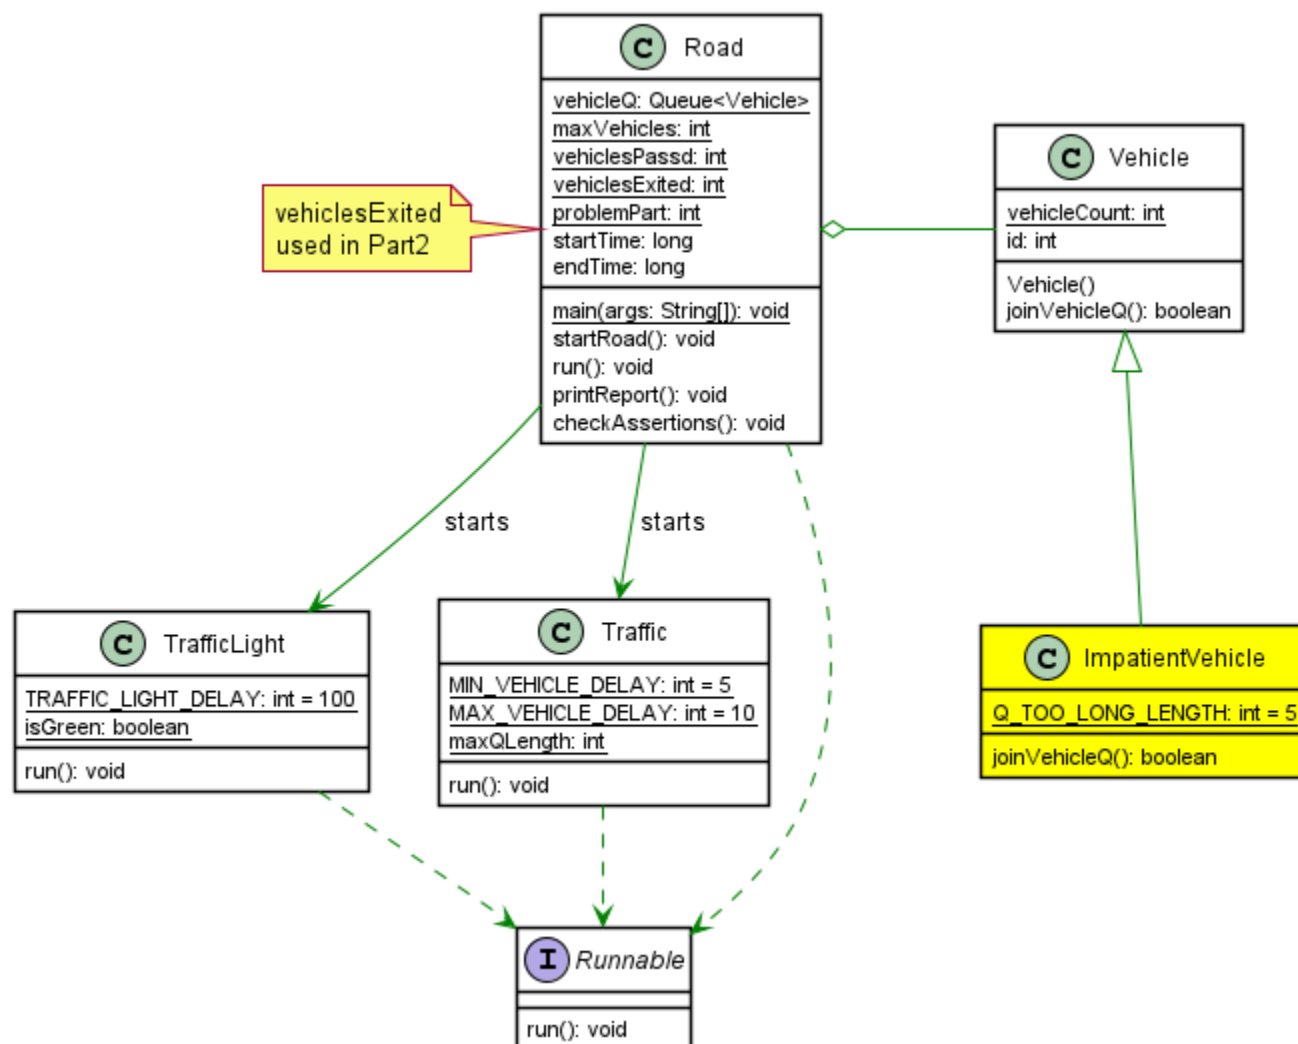 C Road
vehicleQ: Queue<Vehicle>
maxVehicles: int
vehiclesPassd: int
vehiclesExited: int
problemPart: int
startTime: long
endTime: long
main(args: String[]): void
startRoad(): void
run(): void
printReport(): void
checkAssertions(): void
vehiclesExited
used in Part2
C Vehicle
vehicleCount: int
id: int
Vehicle()
joinVehicleQ(): boolean
starts
starts
C TrafficLight
TRAFFIC_LIGHT_DELAY: int = 100
isGreen: boolean
run(): void
C Traffic
MIN_VEHICLE_DELAY: int = 5
MAX_VEHICLE_DELAY: int = 10
maxQLength: int
run(): void
C ImpatientVehicle
Q_TOO_LONG_LENGTH: int = 5
joinVehicleQ(): boolean
I Runnable
run(): void